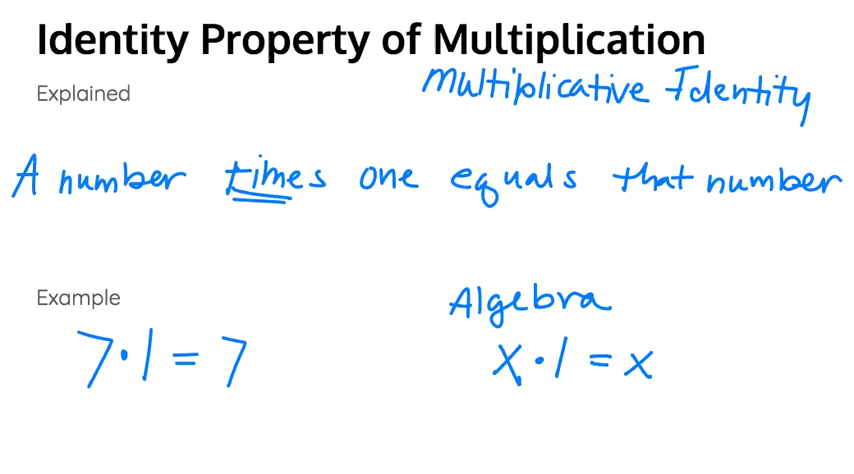 Identity Property of Multiplication
Explained
Multiplicative Identity
A number times one equals that number
Example
Algebra
7·1=7
x·1=x